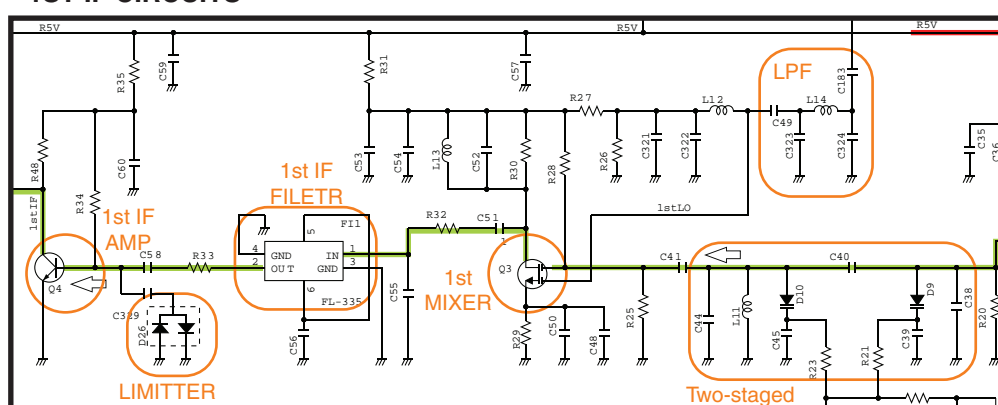 R5V
R5V
R5V
R35
C59
R31
C57
LPF
C183
R27
L12
L14
C49
C35
C36
R48
C60
C53
C54
L13
C52
R30
R28
R26
C321
C322
C323
C324
1st IF
FILETR
R34
1stIF
1st IF
AMP
FI1
R32
C51
1
1stLO
5
4
GND
IN
1
2
OUT
GND
3
6
FL-335
C58
R33
Q4
Q3
1st
MIXER
C41
C40
C329
D26
C56
C55
R29
C50
C48
R25
C44
L11
D10
C45
R23
R21
D9
C39
C38
R20
LIMITTER
Two-staged